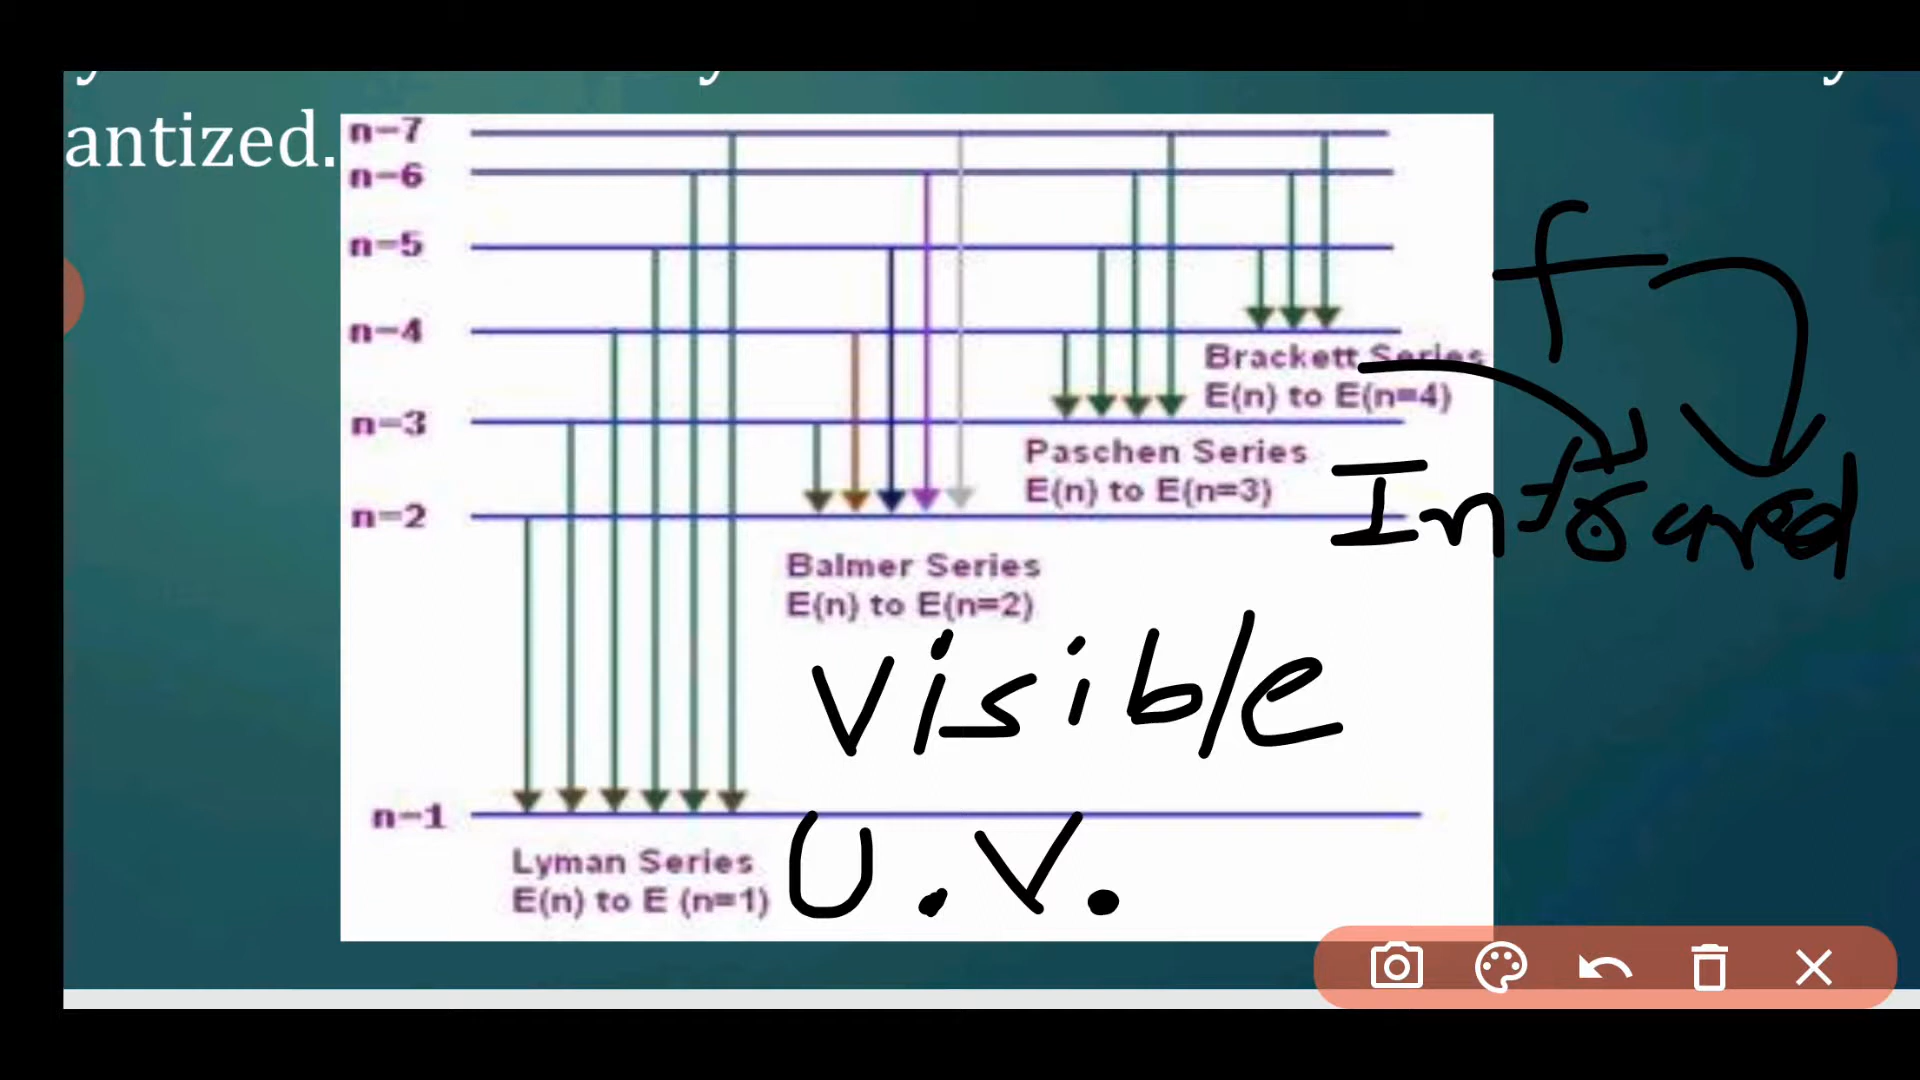 antized.
n=7
n=6
n=5
n=4
n=3
n=2
n=1
Brackett Series
E(n) to E(n=4)
Paschen Series
E(n) to E(n=3)
Balmer Series
E(n) to E(n=2)
Lyman Series
E(n) to E (n=1)
f
visible
U.V.